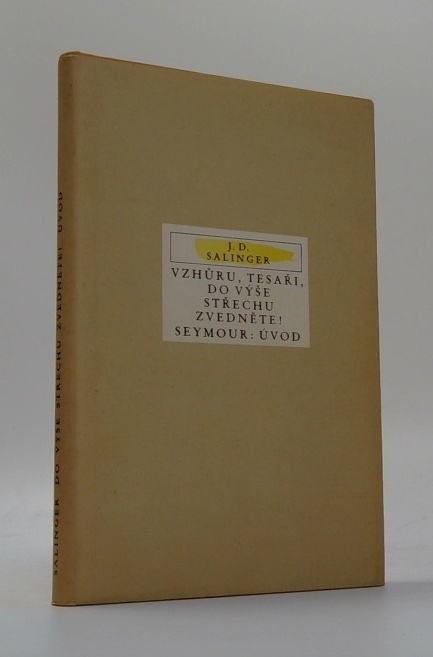 J. D.
SALINGER
VZHŮRU, TESAŘI,
DO VÝŠE
STŘECHU
ZVEDNĚTE!
SEYMOUR: ÚVOD
SALINGER DO VÝŠE STŘECHU ZVEDNĚTE! ÚVOD